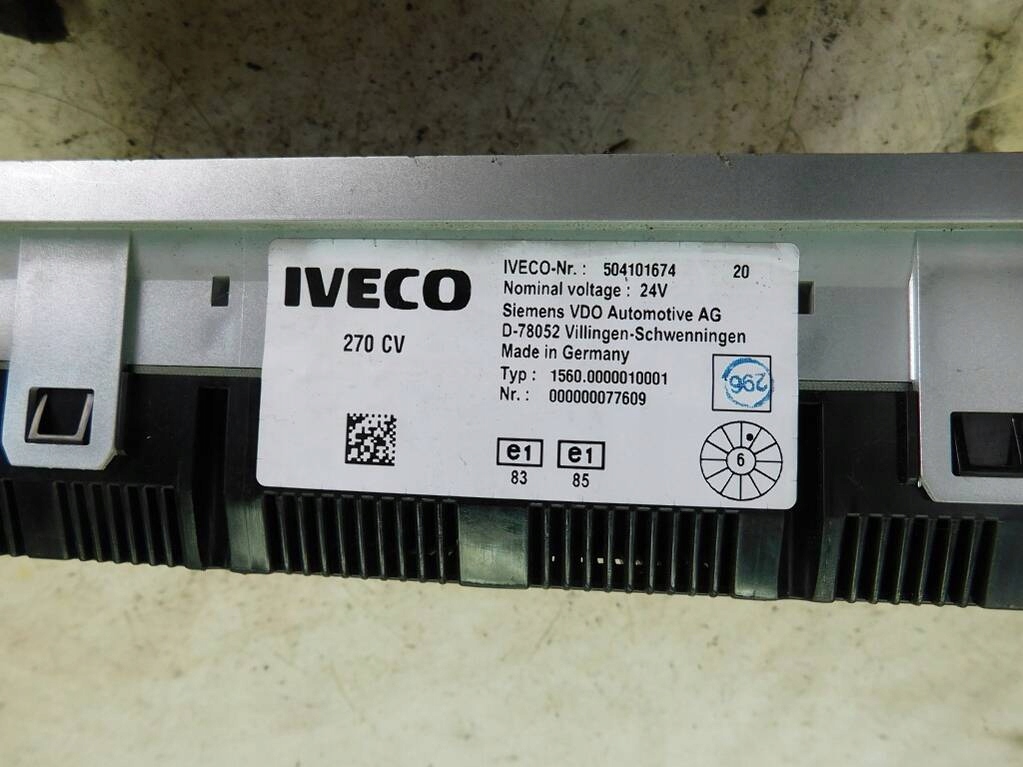 IVECO
270 CV
IVECO-Nr. : 504101674 20
Nominal voltage : 24V
Siemens VDO Automotive AG
D-78052 Villingen-Schwenningen
Made in Germany
Typ : 1560.0000010001
Nr. : 000000077609
296
e1 e1
83 85
6